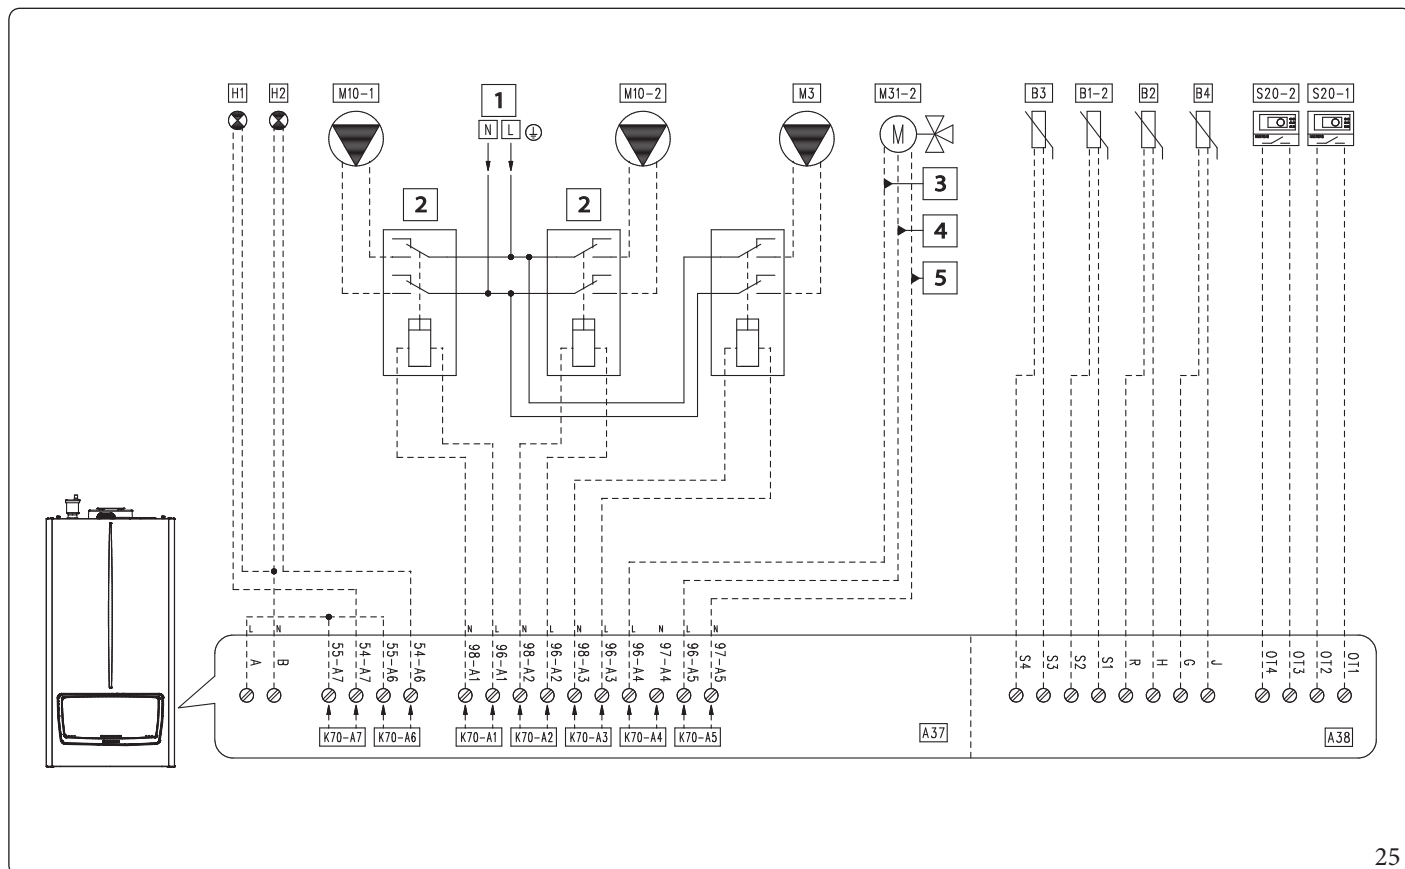 H1 H2 M10-1 1 M10-2 M3 M31-2 B3 B1-2 B2 B4 S20-2 S20-1
N L
M
3
2 2
4
5
L N N L N L N L L N L N
A B 55-A7 54-A7 55-A6 54-A6 98-A1 96-A1 98-A2 96-A2 98-A3 96-A3 96-A4 97-A4 96-A5 97-A5 S4 S3 S2 S1 R H G J OT4 OT3 OT2 OT1
K70-A7 K70-A6 K70-A1 K70-A2 K70-A3 K70-A4 K70-A5 A37 A38
25